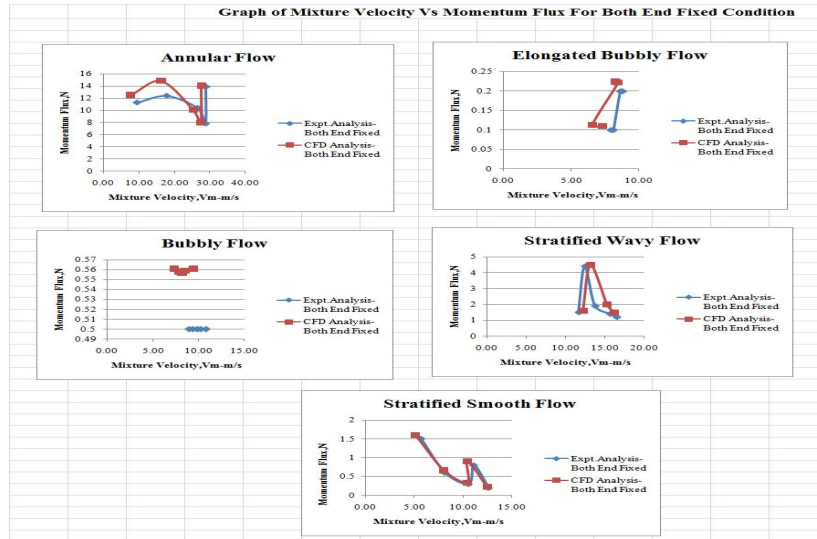 Graph of Mixture Velocity Vs Momentum Flux For Both End Fixed Condition
Annular Flow
Momentum Flux,N
16
14
12
10
8
6
4
2
0
0.00 10.00 20.00 30.00 40.00
Mixture Velocity,Vm-m/s
Expt.Analysis-
Both End Fixed
CFD Analysis-
Both End Fixed
Elongated Bubbly Flow
Momentum Flux,N
0.25
0.2
0.15
0.1
0.05
0
0.00 5.00 10.00
Mixture Velocity,Vm-m/s
Expt.Analysis-
Both End Fixed
CFD Analysis-
Both End Fixed
Bubbly Flow
Momentum Flux,N
0.57
0.56
0.55
0.54
0.53
0.52
0.51
0.5
0.49
0.00 5.00 10.00 15.00
Mixture Velocity,Vm-m/s
Expt.Analysis-
Both End Fixed
CFD Analysis-
Both End Fixed
Stratified Wavy Flow
Momentum Flux,N
5
4
3
2
1
0
0.00 5.00 10.00 15.00 20.00
Mixture Velocity,Vm-m/s
Expt.Analysis-
Both End Fixed
CFD Analysis-
Both End Fixed
Stratified Smooth Flow
Momentum Flux,N
2
1.5
1
0.5
0
0.00 5.00 10.00 15.00
Mixture Velocity,Vm-m/s
Expt.Analysis-
Both End Fixed
CFD Analysis-
Both End Fixed